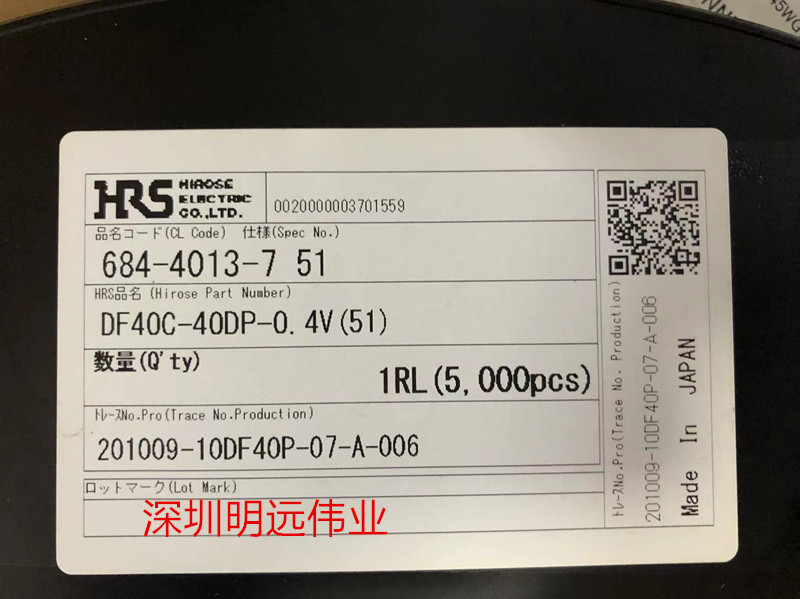 HRS HIROSE
ELECTRIC
CO.,LTD.
0020000003701559
品名コード(CL Code) 仕様(Spec No.)
684-4013-7 51
HRS品名 (Hirose Part Number)
DF40C-40DP-0.4V(51)
数量(Q'ty)
1RL(5,000pcs)
トレースNo.Pro(Trace No.Production)
201009-10DF40P-07-A-006
ロットマーク(Lot Mark)
深圳明远伟业
トレースNo.Pro(Trace No. Production)
201009-10DF40P-07-A-006
Made In JAPAN
45WG